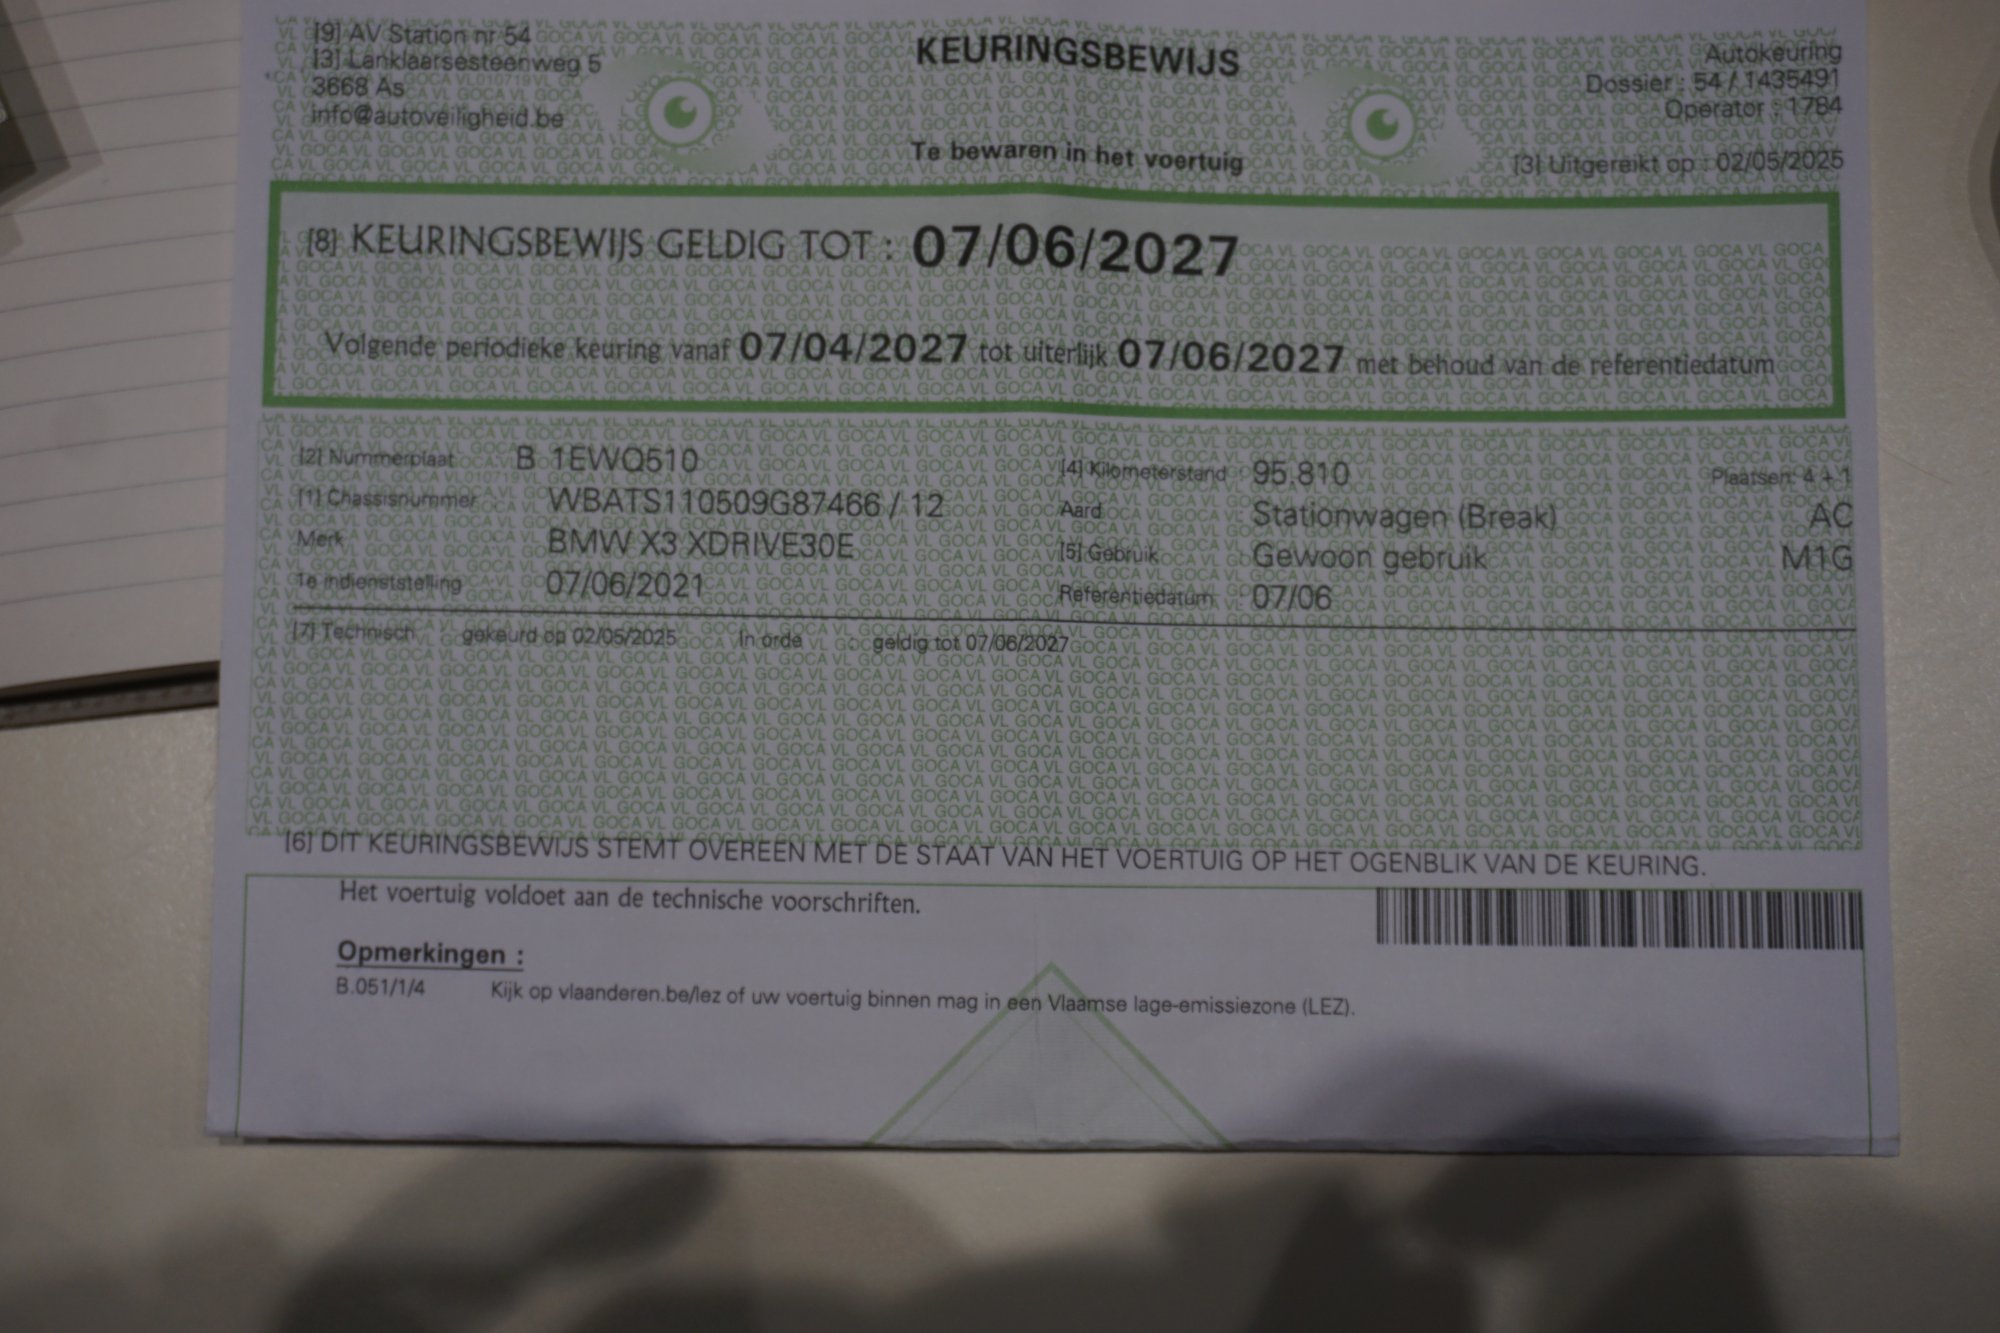 [9] AV Station nr 54
[3] Lanklaarsesteenweg 5
3668 As
info@autoveiligheid.be
KEURINGSBEWIJS
Te bewaren in het voertuig
Autokeuring
Dossier : 54 / 1435491
Operator : 1784
[3] Uitgereikt op : 02/05/2025
[8] KEURINGSBEWIJS GELDIG TOT : 07/06/2027
Volgende periodieke keuring vanaf 07/04/2027 tot uiterlijk 07/06/2027 met behoud van de referentiedatum
[2] Nummerplaat B 1EWQ510 [4] Kilometerstand : 95.810 Plaatsen: 4 + 1
[1] Chassisnummer WBATS110509G87466 / 12 Aard Stationwagen (Break) AC
Merk BMW X3 XDRIVE30E [5] Gebruik Gewoon gebruik M1G
Te indienststelling 07/06/2021 Referentiedatum 07/06
[7] Technisch : gekeurd op 02/05/2025 In orde : geldig tot 07/06/2027
[6] DIT KEURINGSBEWIJS STEMT OVEREEN MET DE STAAT VAN HET VOERTUIG OP HET OGENBLIK VAN DE KEURING.
Het voertuig voldoet aan de technische voorschriften.
Opmerkingen :
B.051/1/4 Kijk op vlaanderen.be/lez of uw voertuig binnen mag in een Vlaamse lage-emissiezone (LEZ).